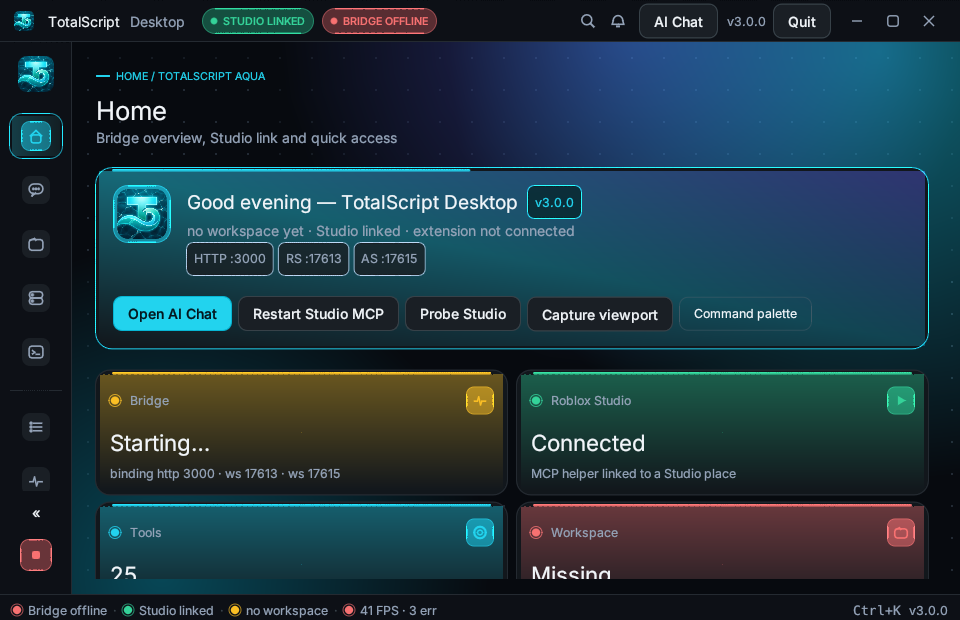 TotalScript Desktop STUDIO LINKED BRIDGE OFFLINE AI Chat v3.0.0 Quit
HOME / TOTALSCRIPT AQUA
Home
Bridge overview, Studio link and quick access
Good evening — TotalScript Desktop v3.0.0
no workspace yet · Studio linked · extension not connected
HTTP :3000 RS :17613 AS :17615
Open AI Chat Restart Studio MCP Probe Studio Capture viewport Command palette
Bridge
Starting...
binding http 3000 · ws 17613 · ws 17615
Roblox Studio
Connected
MCP helper linked to a Studio place
Tools
25
Workspace
Missing
«
Bridge offline · Studio linked · no workspace · 41 FPS · 3 err Ctrl+K v3.0.0